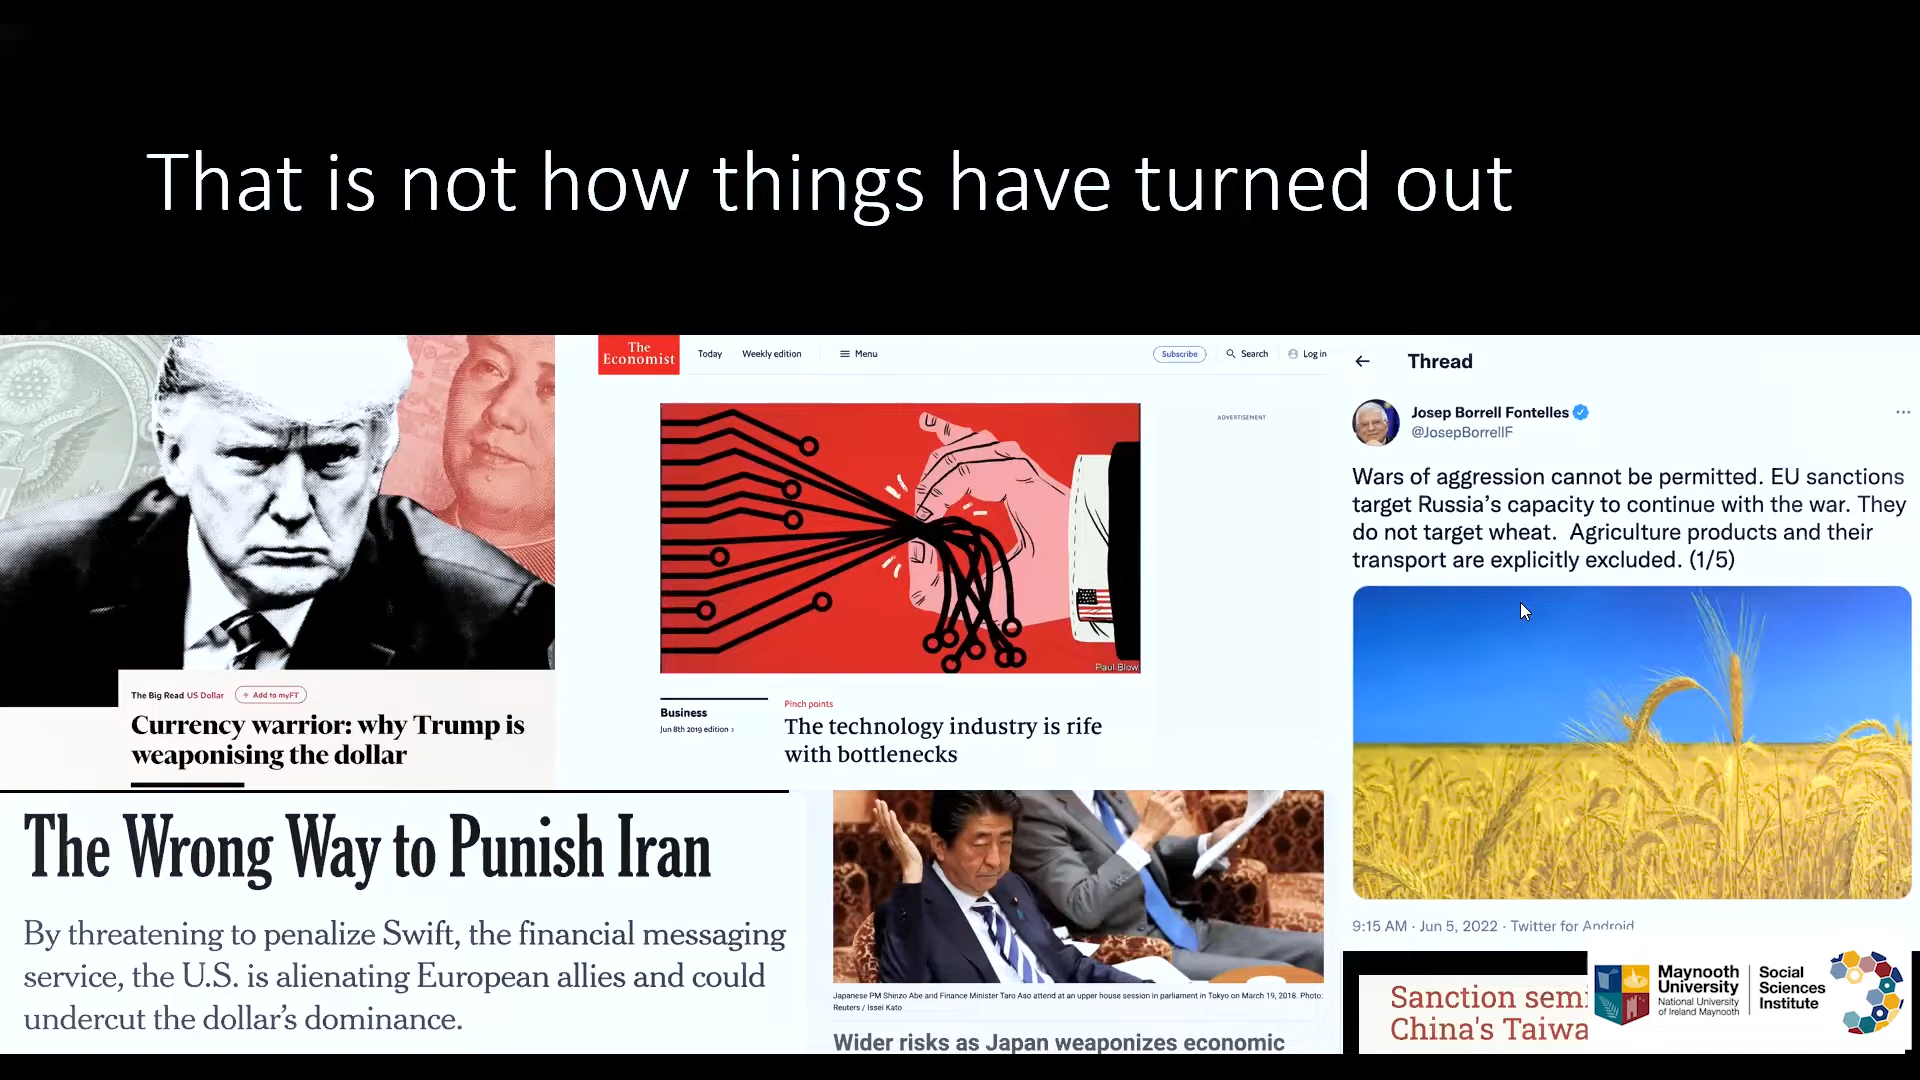 That is not how things have turned out
The Big Read US Dollar + Add to myFT
Currency warrior: why Trump is
weaponising the dollar
The
Economist
Today Weekly edition Menu Subscribe Search Log in
ADVERTISEMENT
Paul Blow
Business
Jun 8th 2019 edition ›
Pinch points
The technology industry is rife
with bottlenecks
Thread
Josep Borrell Fontelles
@JosepBorrellF
Wars of aggression cannot be permitted. EU sanctions
target Russia’s capacity to continue with the war. They
do not target wheat. Agriculture products and their
transport are explicitly excluded. (1/5)
9:15 AM · Jun 5, 2022 · Twitter for Android
The Wrong Way to Punish Iran
By threatening to penalize Swift, the financial messaging
service, the U.S. is alienating European allies and could
undercut the dollar’s dominance.
Japanese PM Shinzo Abe and Finance Minister Taro Aso attend at an upper house session in parliament in Tokyo on March 19, 2018. Photo:
Reuters / Issei Kato
Wider risks as Japan weaponizes economic
Sanction semi
China's Taiwa
Maynooth
University
National University
of Ireland Maynooth
Social
Sciences
Institute